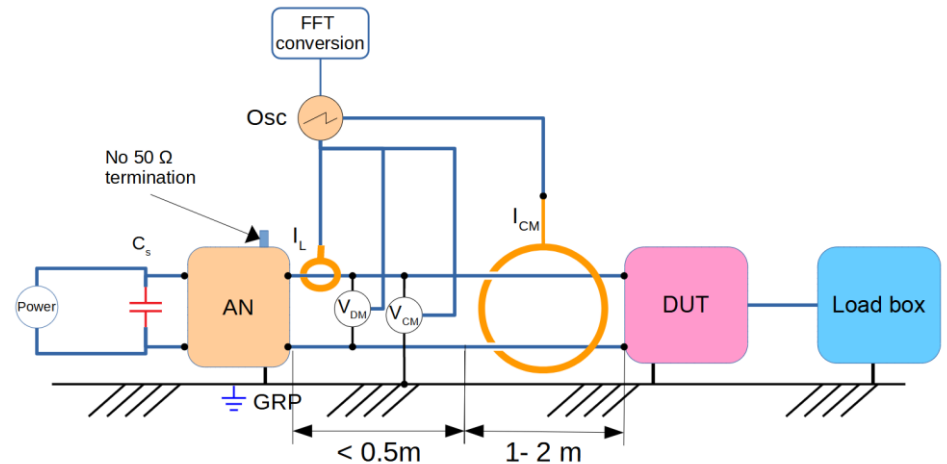 FFT
conversion
Osc
No 50 Ω
termination
C_s
I_L
I_CM
Power
AN
V_DM
V_CM
DUT
Load box
GRP
< 0.5m
1- 2 m